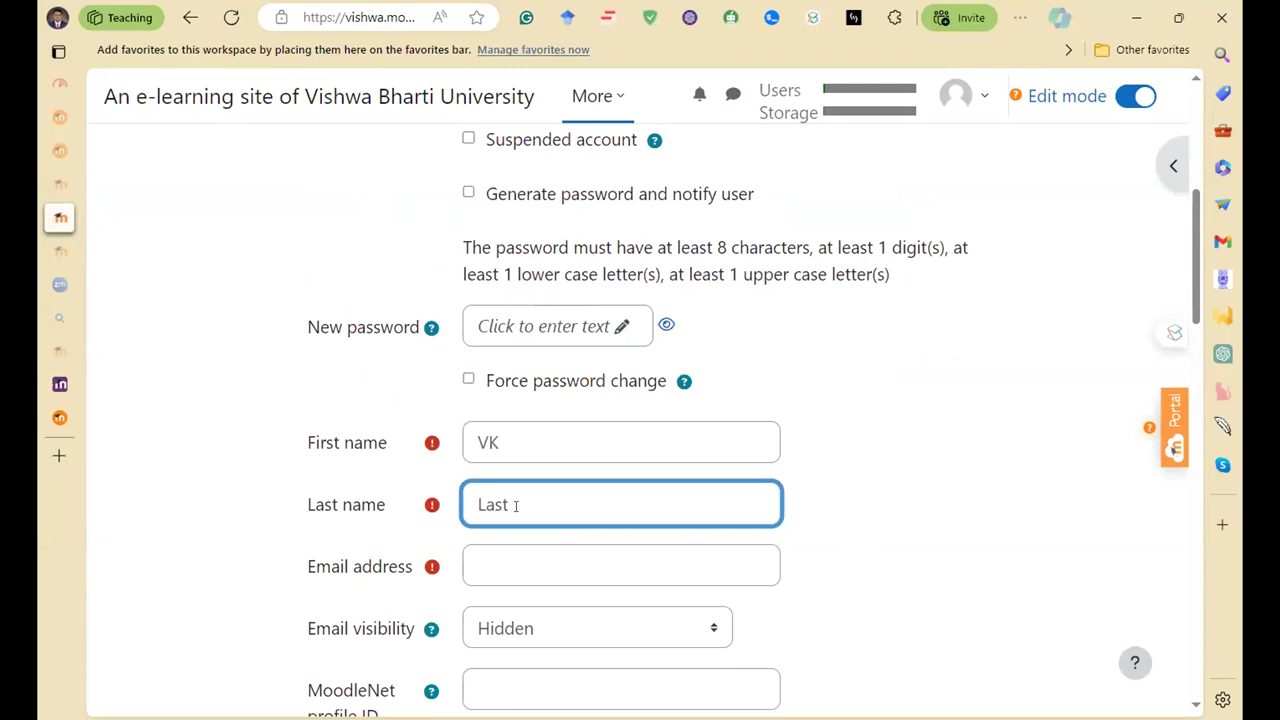 Teaching
https://vishwa.mo...
Invite
Add favorites to this workspace by placing them here on the favorites bar. Manage favorites now
Other favorites
An e-learning site of Vishwa Bharti University
More
Users
Storage
Edit mode
Suspended account
Generate password and notify user
The password must have at least 8 characters, at least 1 digit(s), at
least 1 lower case letter(s), at least 1 upper case letter(s)
New password
Click to enter text
Force password change
Portal
First name
VK
Last name
Last
Email address
Email visibility
Hidden
MoodleNet
profile ID